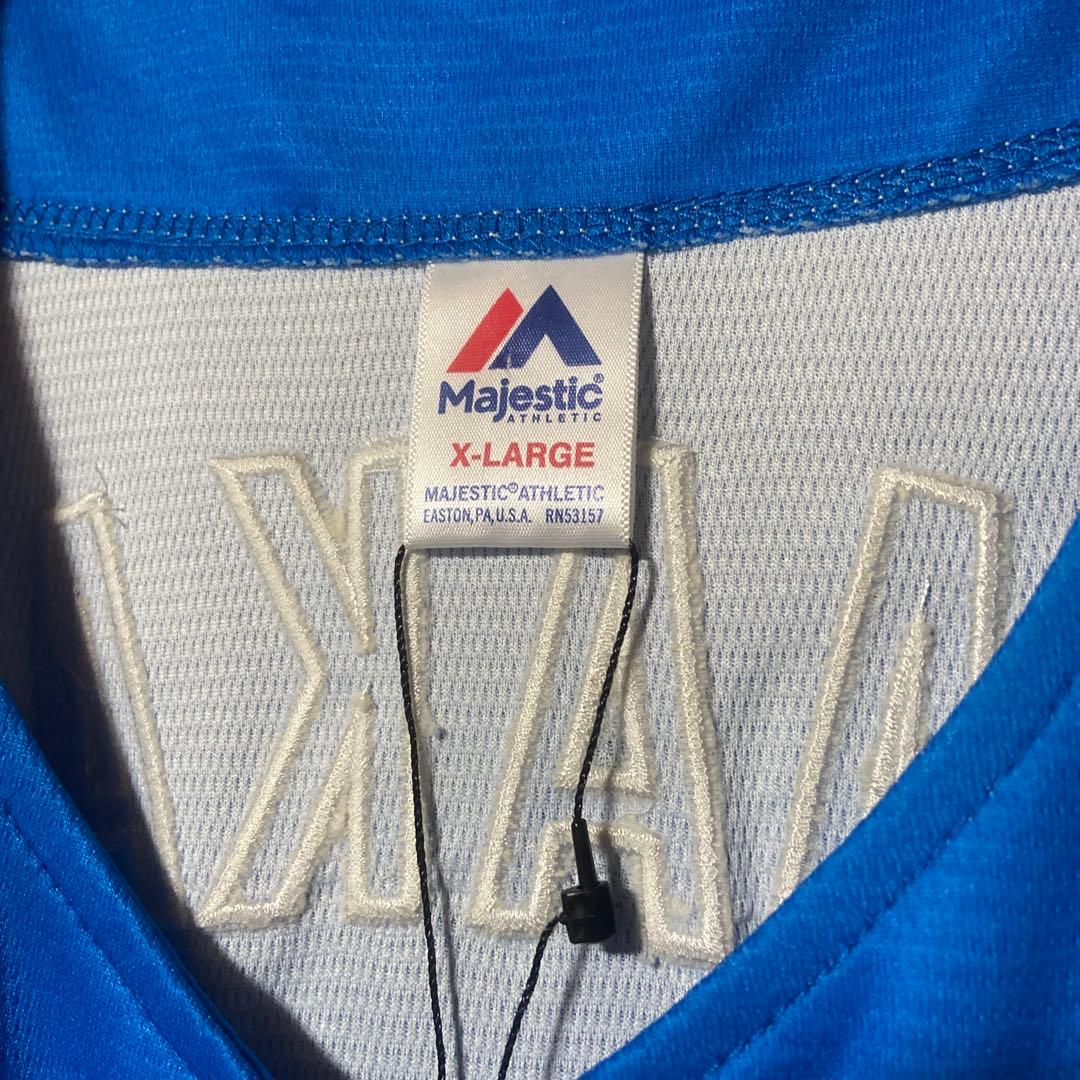 Majestic®
ATHLETIC
X-LARGE
MAJESTIC® ATHLETIC
EASTON, PA, U.S.A. RN53157